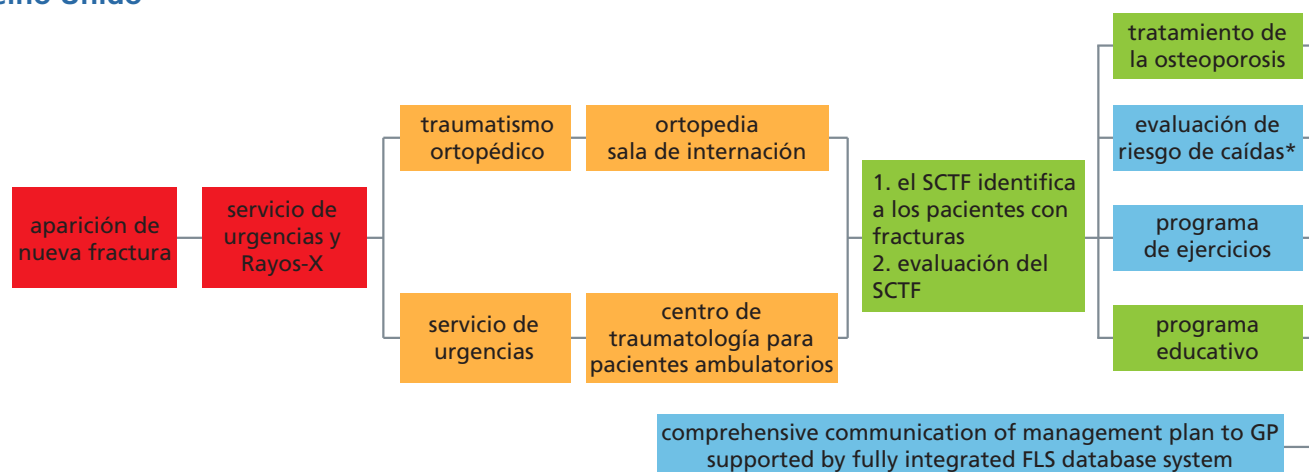 Unido
aparición de
nueva fractura
servicio de
urgencias y
Rayos-X
traumatismo
ortopédico
ortopedia
sala de internación
servicio de
urgencias
centro de
traumatología para
pacientes ambulatorios
1. el SCTF identifica
a los pacientes con
fracturas
2. evaluación del
SCTF
tratamiento de
la osteoporosis
evaluación de
riesgo de caídas*
programa
de ejercicios
programa
educativo
comprehensive communication of management plan to GP
supported by fully integrated FLS database system